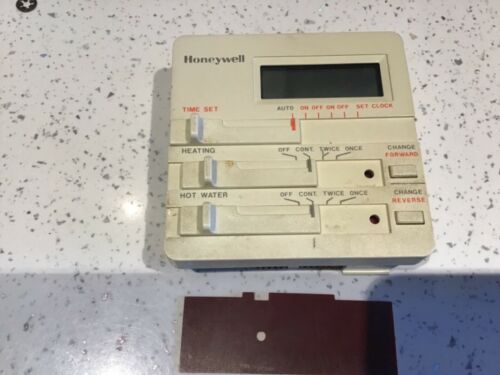 Honeywell
TIME SET
AUTO ON OFF ON OFF SET CLOCK
HEATING
OFF CONT. TWICE ONCE
CHANGE
FORWARD
HOT WATER
OFF CONT. TWICE ONCE
CHANGE
REVERSE